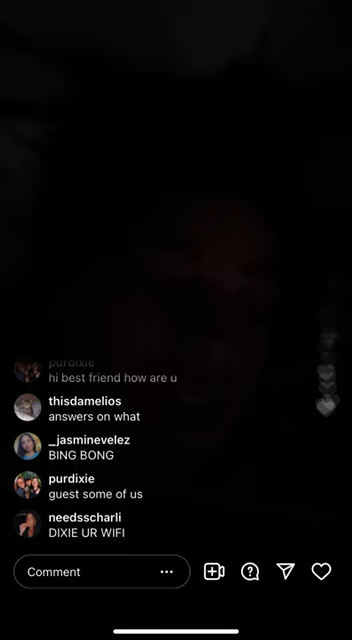 purdixie
hi best friend how are u
thisdamelios
answers on what
_jasminevelez
BING BONG
purdixie
guest some of us
needsscharli
DIXIE UR WIFI
Comment